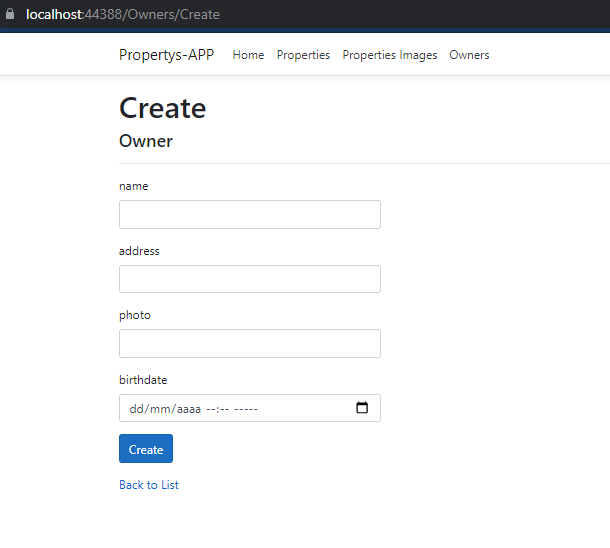 localhost:44388/Owners/Create
Propertys-APP Home Properties Properties Images Owners
Create
Owner
name
address
photo
birthdate
dd/mm/aaaa --:-- -----
Create
Back to List